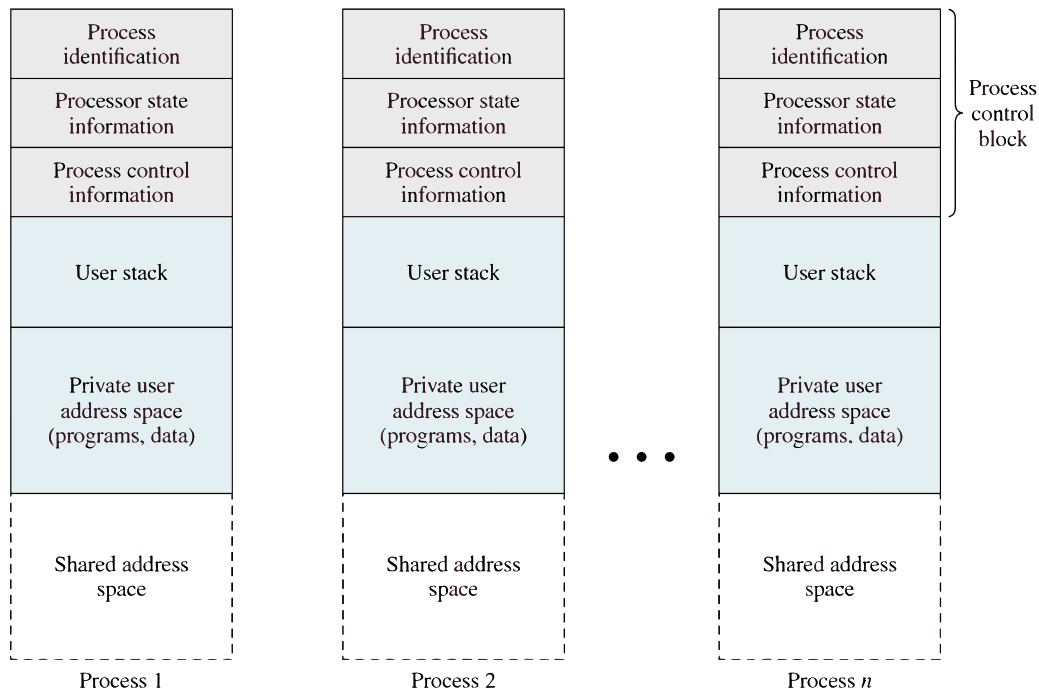 Process
identification
Processor state
information
Process control
information
User stack
Private user
address space
(programs, data)
Shared address
space
Process 1
Process
identification
Processor state
information
Process control
information
User stack
Private user
address space
(programs, data)
Shared address
space
Process 2
Process
identification
Processor state
information
Process control
information
User stack
Private user
address space
(programs, data)
Shared address
space
Process n
Process
control
block